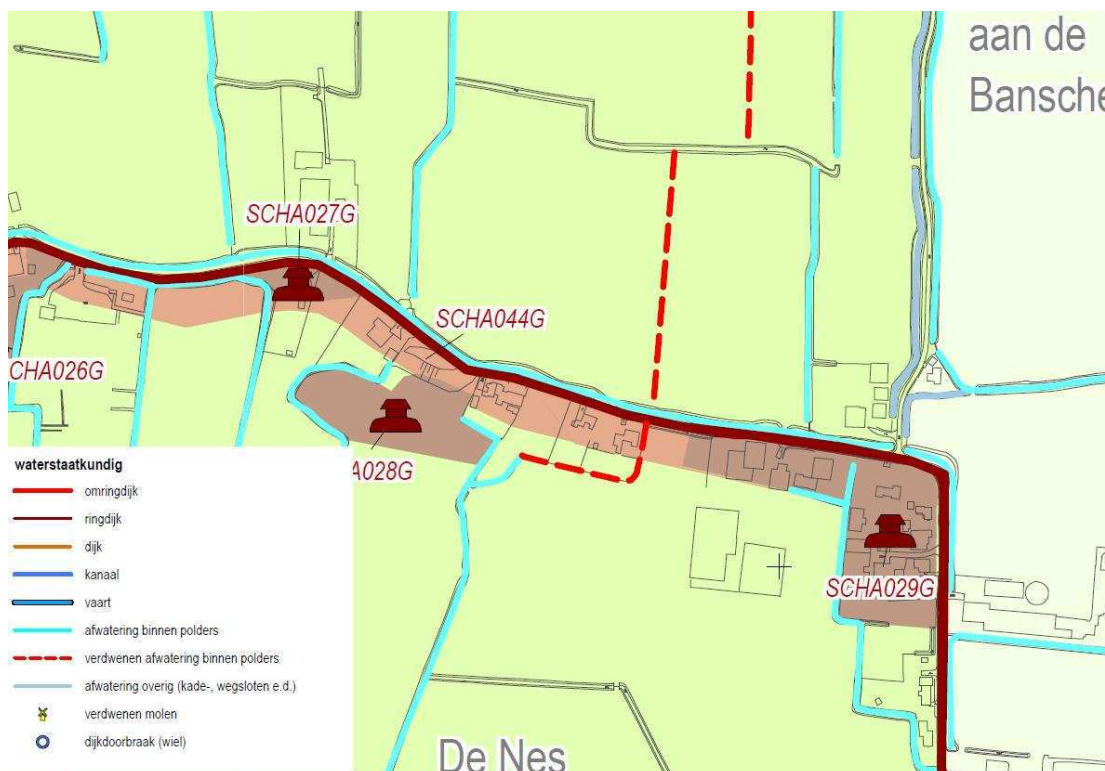 aan de
Bansche
SCHA027G
SCHA044G
CHA026G
A028G
SCHA029G
De Nes
waterstaatkundig
omringdijk
ringdijk
dijk
kanaal
vaart
afwatering binnen polders
verdwenen afwatering binnen polders
afwatering overig (kade-, wegsloten e.d.)
verdwenen molen
dijkdoorbraak (wiel)